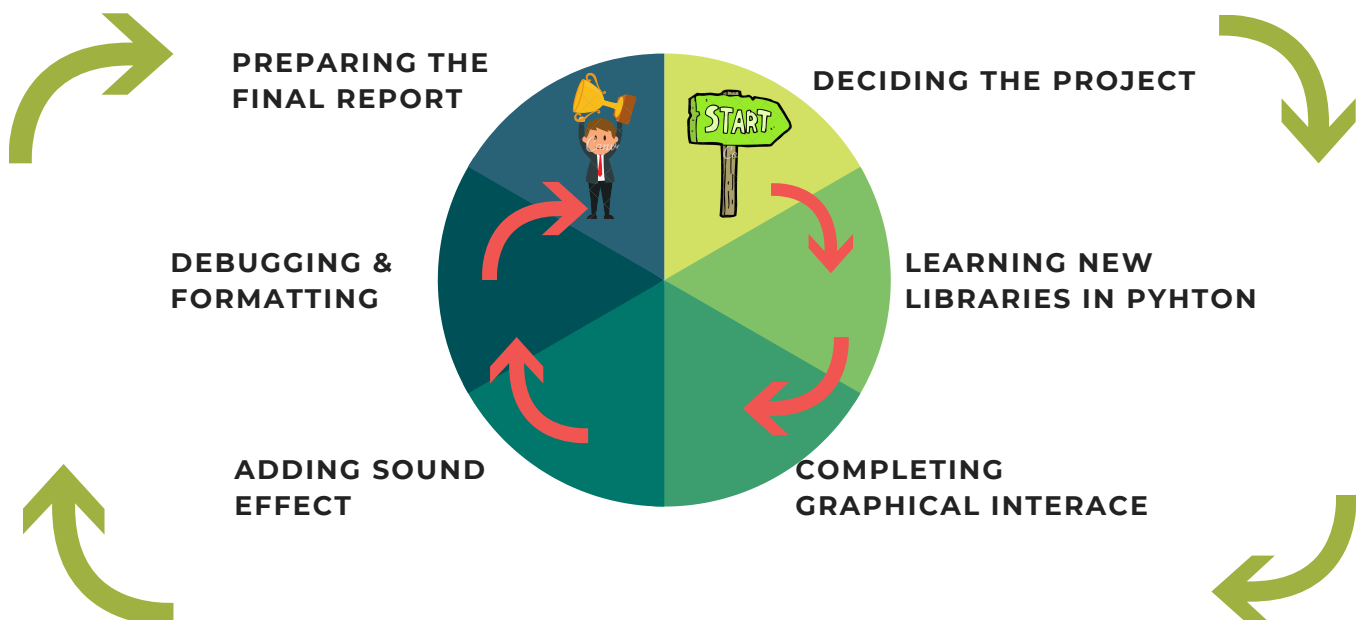 PREPARING THE
FINAL REPORT
START
DECIDING THE PROJECT
DEBUGGING &
FORMATTING
LEARNING NEW
LIBRARIES IN PYHTON
ADDING SOUND
EFFECT
COMPLETING
GRAPHICAL INTERACE